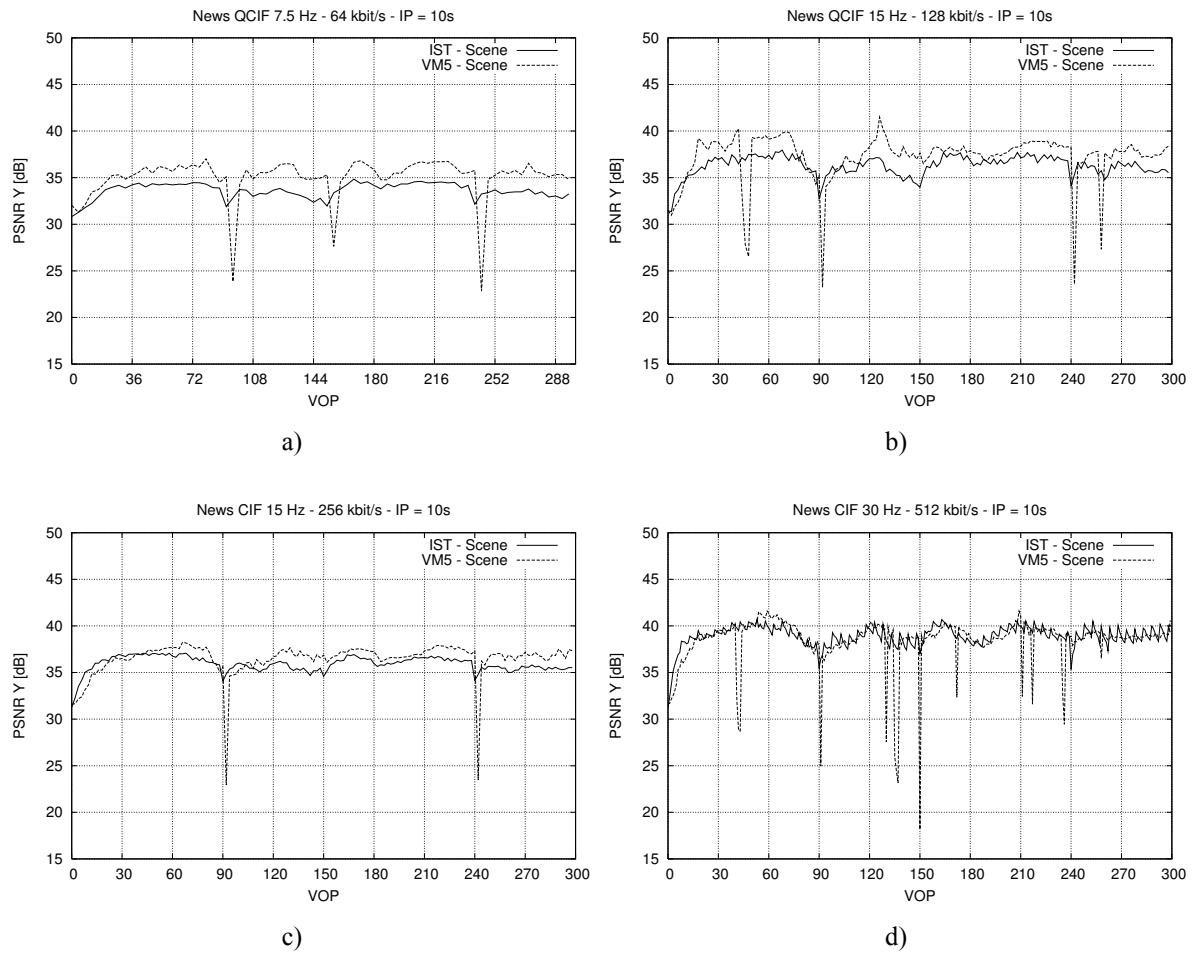 News QCIF 7.5 Hz - 64 kbit/s - IP = 10s
50
45
40
35
30
25
20
15
PSNR Y [dB]
IST - Scene
VM5 - Scene
0 36 72 108 144 180 216 252 288
VOP
a)
News QCIF 15 Hz - 128 kbit/s - IP = 10s
50
45
40
35
30
25
20
15
PSNR Y [dB]
IST - Scene
VM5 - Scene
0 30 60 90 120 150 180 210 240 270 300
VOP
b)
News CIF 15 Hz - 256 kbit/s - IP = 10s
50
45
40
35
30
25
20
15
PSNR Y [dB]
IST - Scene
VM5 - Scene
0 30 60 90 120 150 180 210 240 270 300
VOP
c)
News CIF 30 Hz - 512 kbit/s - IP = 10s
50
45
40
35
30
25
20
15
PSNR Y [dB]
IST - Scene
VM5 - Scene
0 30 60 90 120 150 180 210 240 270 300
VOP
d)